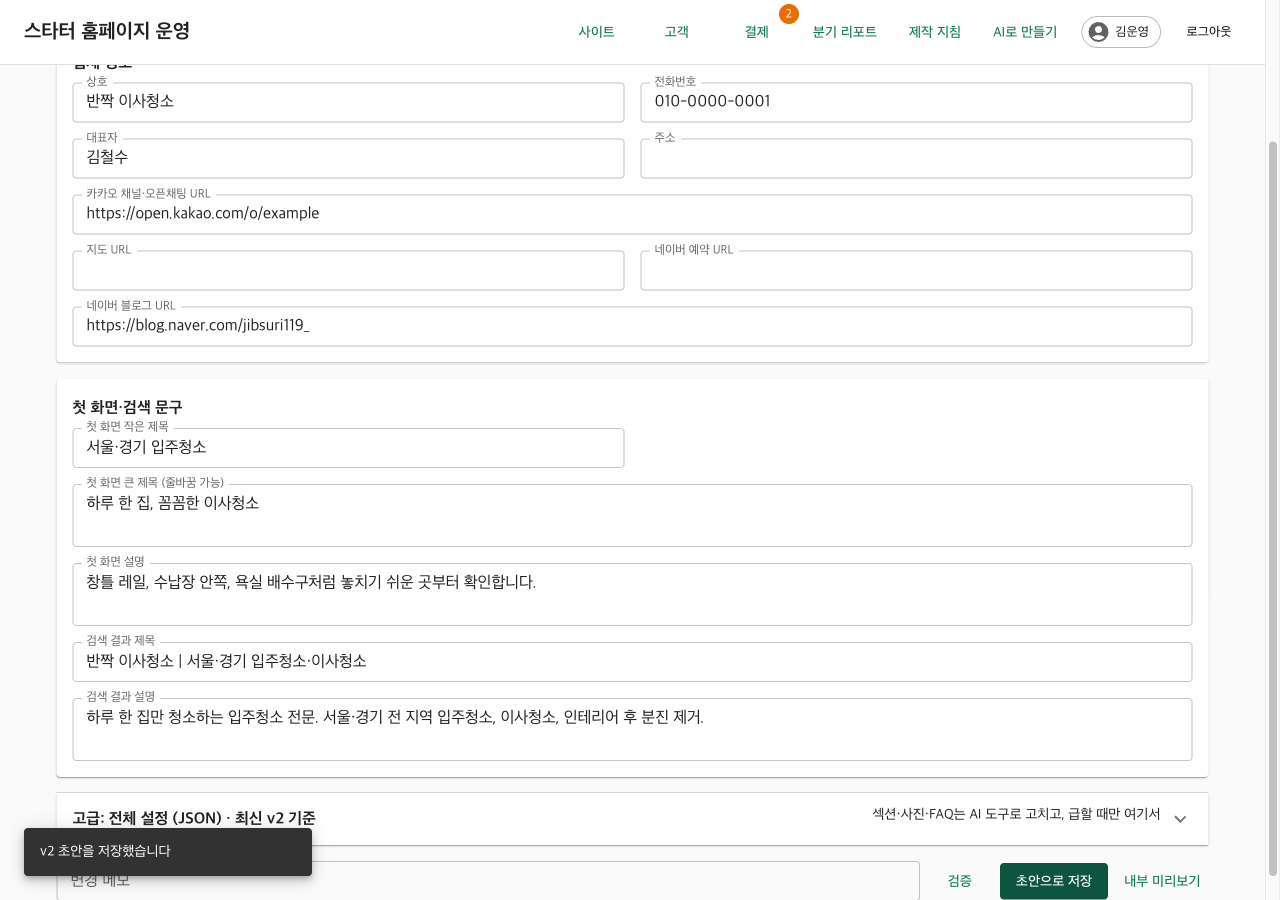 스타터 홈페이지 운영
사이트
고객
결제
2
분기 리포트
제작 지침
AI로 만들기
김운영
로그아웃
상호
반짝 이사청소
전화번호
010-0000-0001
대표자
김철수
주소
카카오 채널·오픈채팅 URL
https://open.kakao.com/o/example
지도 URL
네이버 예약 URL
네이버 블로그 URL
https://blog.naver.com/jibsuri119_
첫 화면·검색 문구
첫 화면 작은 제목
서울·경기 입주청소
첫 화면 큰 제목 (줄바꿈 가능)
하루 한 집, 꼼꼼한 이사청소
첫 화면 설명
창틀 레일, 수납장 안쪽, 욕실 배수구처럼 놓치기 쉬운 곳부터 확인합니다.
검색 결과 제목
반짝 이사청소 | 서울·경기 입주청소·이사청소
검색 결과 설명
하루 한 집만 청소하는 입주청소 전문. 서울·경기 전 지역 입주청소, 이사청소, 인테리어 후 분진 제거.
고급: 전체 설정 (JSON) · 최신 v2 기준
섹션·사진·FAQ는 AI 도구로 고치고, 급할 때만 여기서
v2 초안을 저장했습니다
변경 메모
검증
초안으로 저장
내부 미리보기